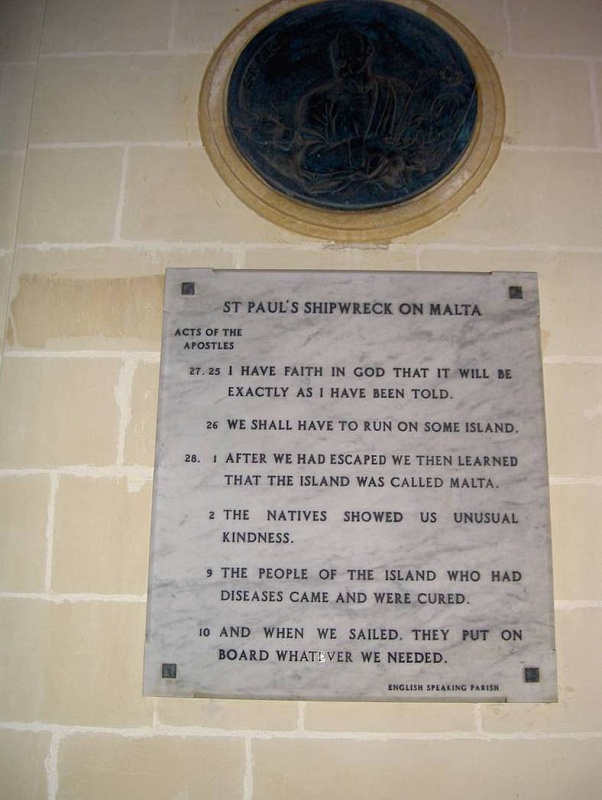 ST PAUL'S SHIPWRECK ON MALTA
ACTS OF THE
APOSTLES
27. 25 I HAVE FAITH IN GOD THAT IT WILL BE
EXACTLY AS I HAVE BEEN TOLD.
26 WE SHALL HAVE TO RUN ON SOME ISLAND.
28. 1 AFTER WE HAD ESCAPED WE THEN LEARNED
THAT THE ISLAND WAS CALLED MALTA.
2 THE NATIVES SHOWED US UNUSUAL
KINDNESS.
9 THE PEOPLE OF THE ISLAND WHO HAD
DISEASES CAME AND WERE CURED.
10 AND WHEN WE SAILED. THEY PUT ON
BOARD WHATEVER WE NEEDED.
ENGLISH SPEAKING PARISH